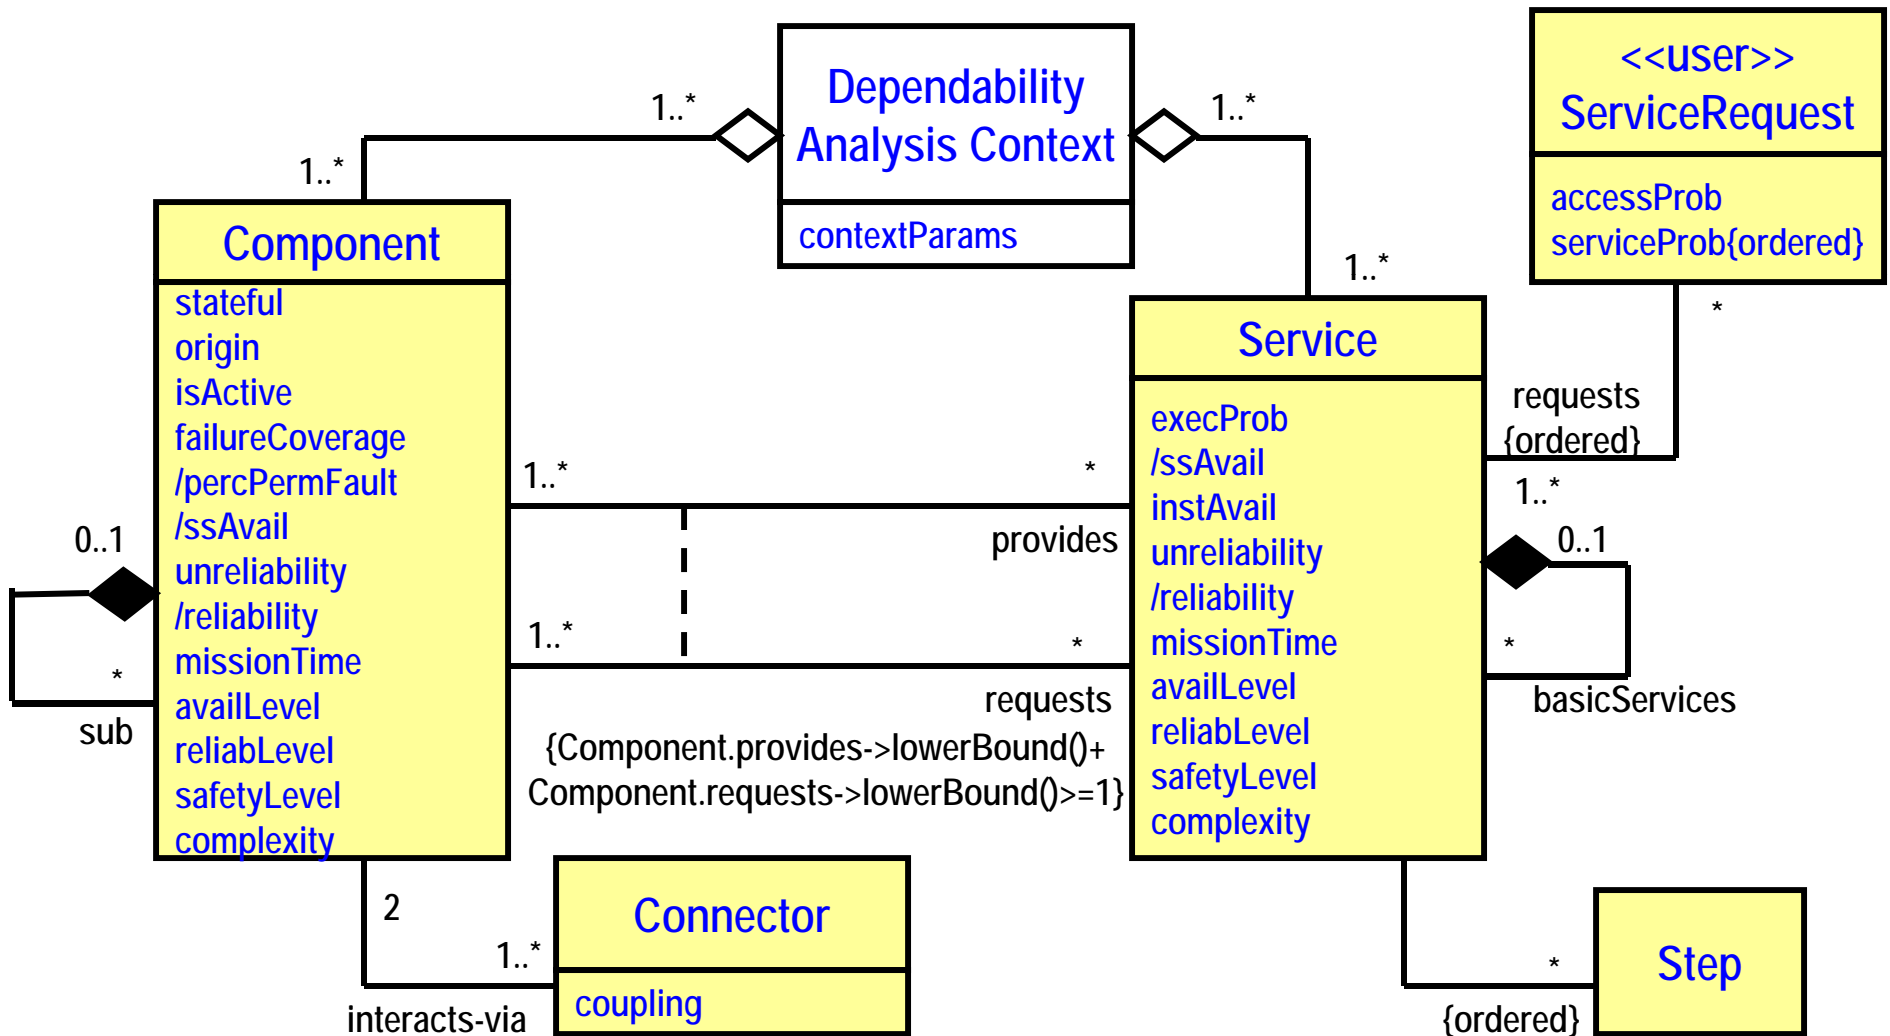 <<user>>
ServiceRequest
accessProb
serviceProb{ordered}
*
Dependability
Analysis Context
contextParams
1..*
1..*
1..*
1..*
Component
stateful
origin
isActive
failureCoverage
/percPermFault
/ssAvail
unreliability
/reliability
missionTime
availLevel
reliabLevel
safetyLevel
complexity
0..1
*
sub
1..*
*
provides
1..*
*
requests
{Component.provides->lowerBound()+
Component.requests->lowerBound()>=1}
Service
execProb
/ssAvail
instAvail
unreliability
/reliability
missionTime
availLevel
reliabLevel
safetyLevel
complexity
requests
{ordered}
1..*
0..1
*
basicServices
2
1..*
interacts-via
Connector
coupling
*
{ordered}
Step